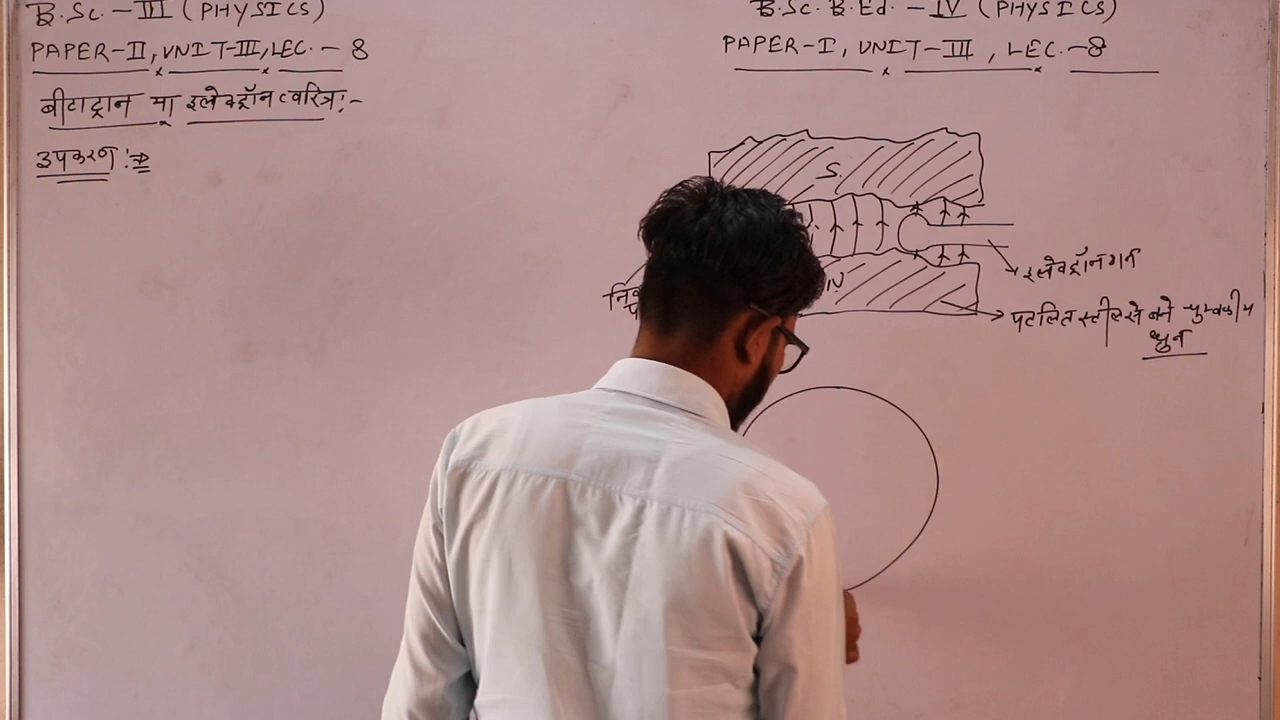 B.Sc. - III (PHYSICS)
PAPER-II, UNIT-III, LEC. - 8
बीटाट्रान या इलेक्ट्रॉन त्वरित्र:-
उपकरण :⇒
B.Sc. B.Ed. - IV (PHYSICS)
PAPER-I, UNIT-III, LEC. - 8
S
N
इलेक्ट्रॉन गन
पटलित स्टील से बने चुम्बकीय
ध्रुव